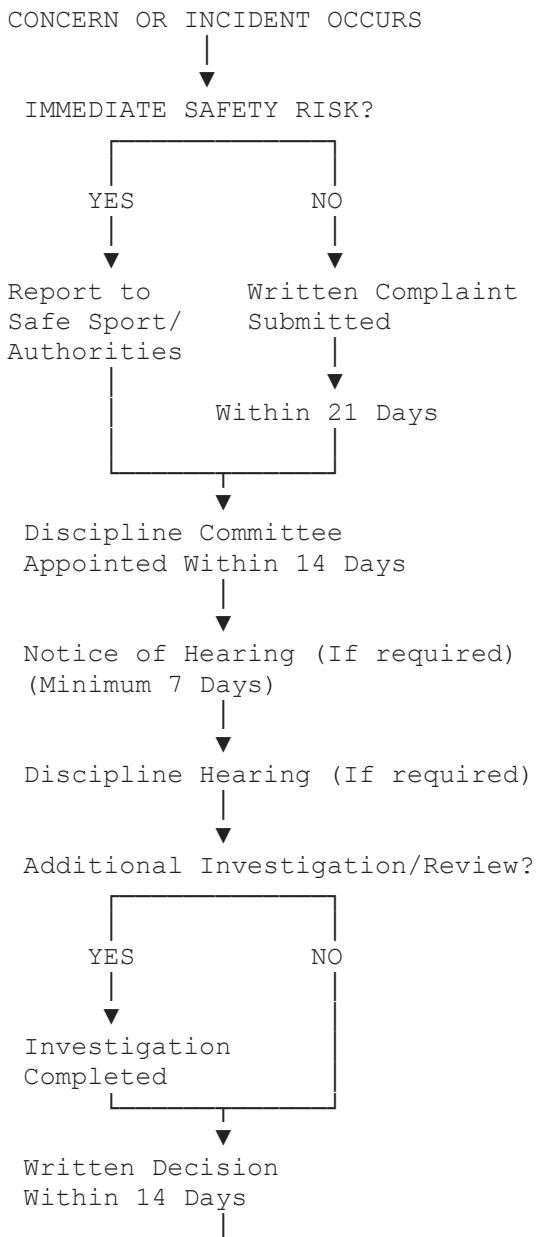 CONCERN OR INCIDENT OCCURS
IMMEDIATE SAFETY RISK?
YES NO
Report to Written Complaint
Safe Sport/ Submitted
Authorities
Within 21 Days
Discipline Committee
Appointed Within 14 Days
Notice of Hearing (If required)
(Minimum 7 Days)
Discipline Hearing (If required)
Additional Investigation/Review?
YES NO
Investigation
Completed
Written Decision
Within 14 Days